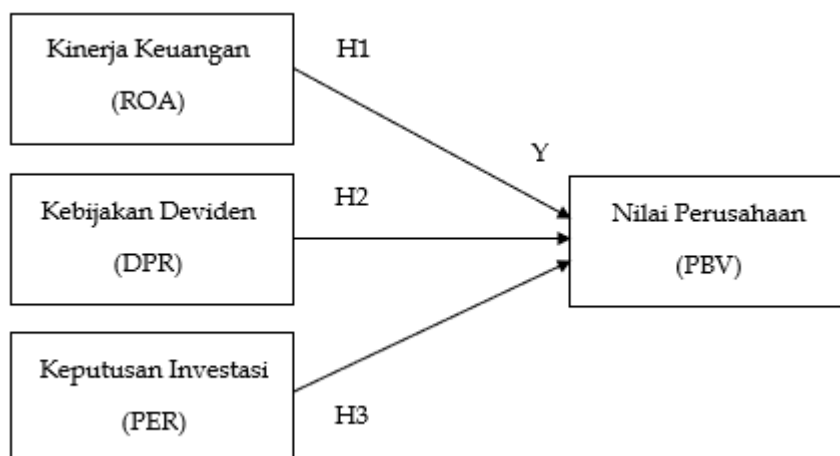 Kinerja Keuangan
(ROA)
H1
Y
Kebijakan Deviden
(DPR)
H2
Nilai Perusahaan
(PBV)
Keputusan Investasi
(PER)
H3